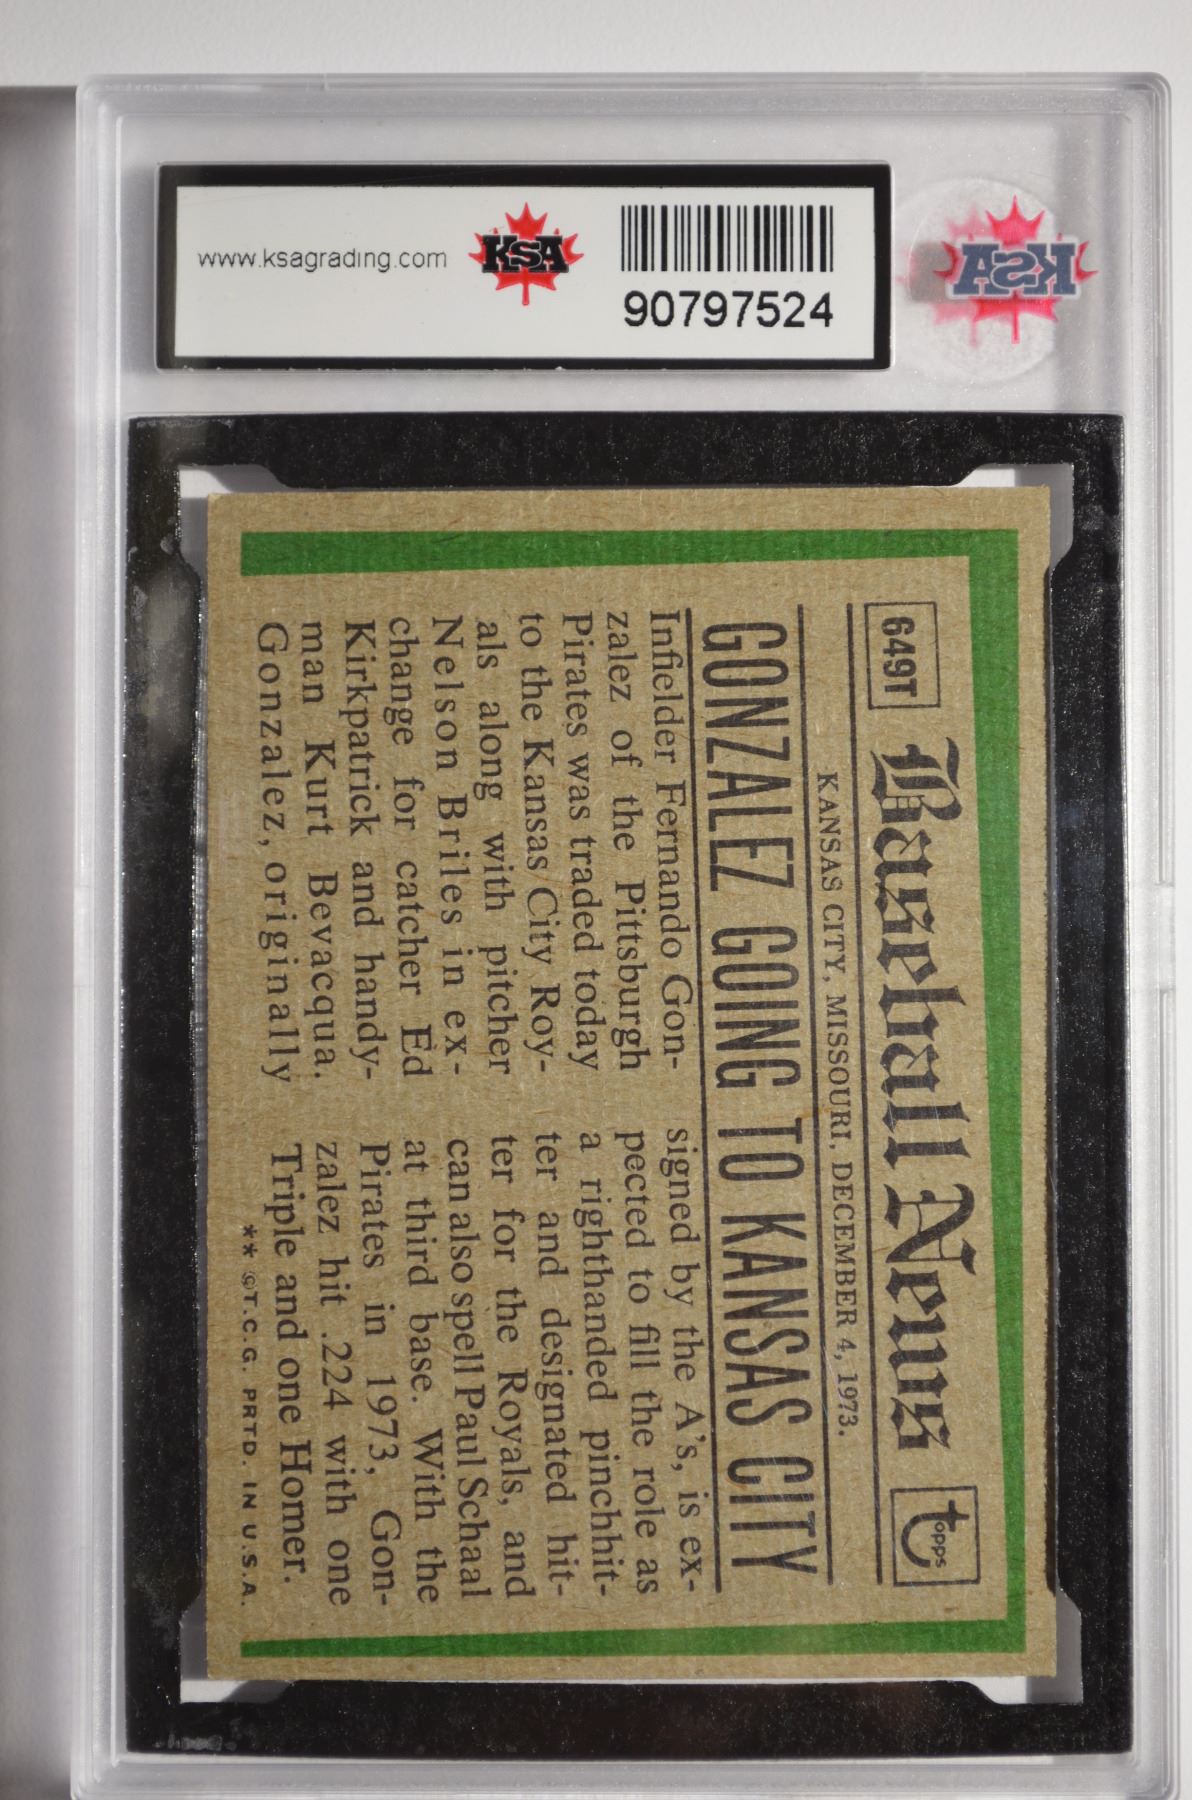 www.ksagrading.com
KSA
90797524
KSA
649T
Baseball News
topps
KANSAS CITY, MISSOURI, DECEMBER 4, 1973.
GONZALEZ GOING TO KANSAS CITY
Infielder Fernando Gon-
zalez of the Pittsburgh
Pirates was traded today
to the Kansas City Roy-
als along with pitcher
Nelson Briles in ex-
change for catcher Ed
Kirkpatrick and handy-
man Kurt Bevacqua.
Gonzalez, originally
signed by the A's, is ex-
pected to fill the role as
a righthanded pinchhit-
ter and designated hit-
ter for the Royals, and
can also spell Paul Schaal
at third base. With the
Pirates in 1973, Gon-
zalez hit .224 with one
Triple and one Homer.
** © T.C.G. PRTD. IN U.S.A.